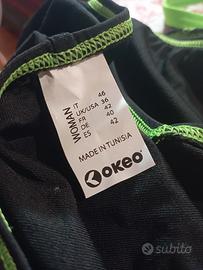 WOMAN
IT 46
UK/USA 36
FR 42
DE 40
ES 42
MADE IN TUNISIA
OKEO
subito